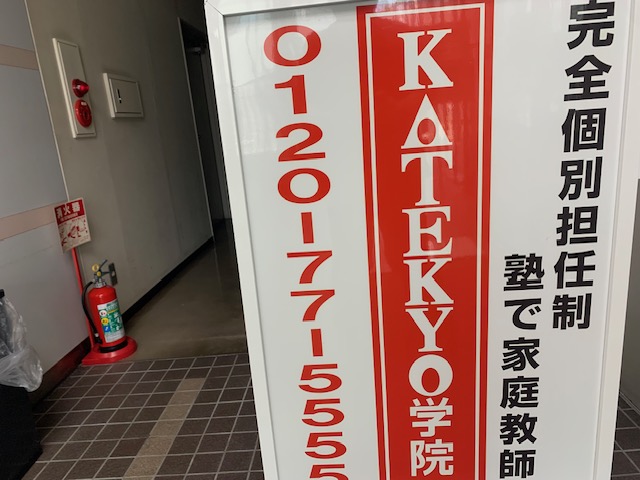 完全個別担任制
塾で家庭教師
KATEKYO学院
0120-77-5555
消火器